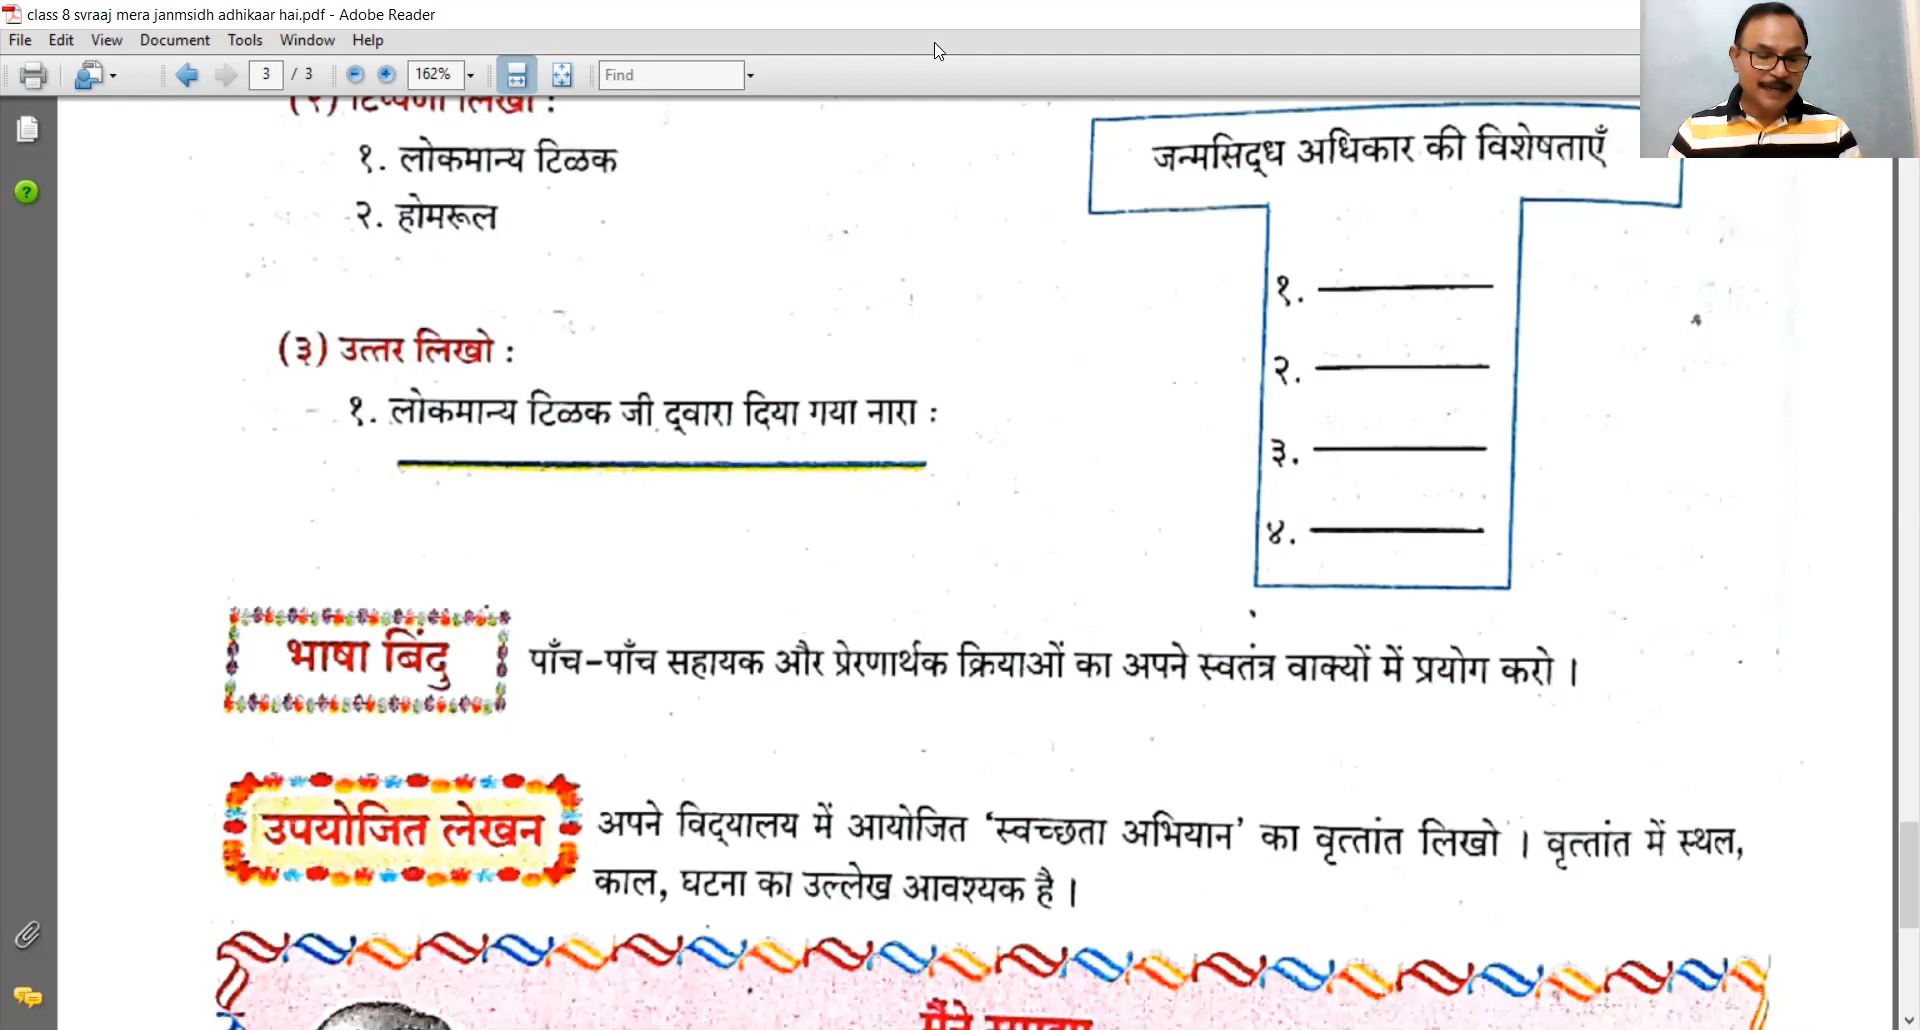 class 8 svraaj mera janmsidh adhikaar hai.pdf - Adobe Reader
File Edit View Document Tools Window Help
3 / 3 162% Find
(२) टिप्पणी लिखो :
१. लोकमान्य टिळक
२. होमरूल
(३) उत्तर लिखो :
१. लोकमान्य टिळक जी द्वारा दिया गया नारा :
जन्मसिद्ध अधिकार की विशेषताएँ
१.
२.
३.
४.
भाषा बिंदु
पाँच-पाँच सहायक और प्रेरणार्थक क्रियाओं का अपने स्वतंत्र वाक्यों में प्रयोग करो ।
उपयोजित लेखन
अपने विद्यालय में आयोजित ‘स्वच्छता अभियान’ का वृत्तांत लिखो । वृत्तांत में स्थल,
काल, घटना का उल्लेख आवश्यक है ।